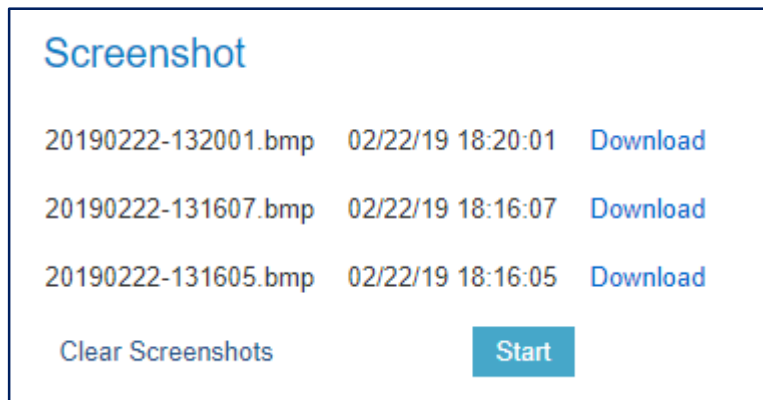 Screenshot
20190222-132001.bmp 02/22/19 18:20:01 Download
20190222-131607.bmp 02/22/19 18:16:07 Download
20190222-131605.bmp 02/22/19 18:16:05 Download
Clear Screenshots Start